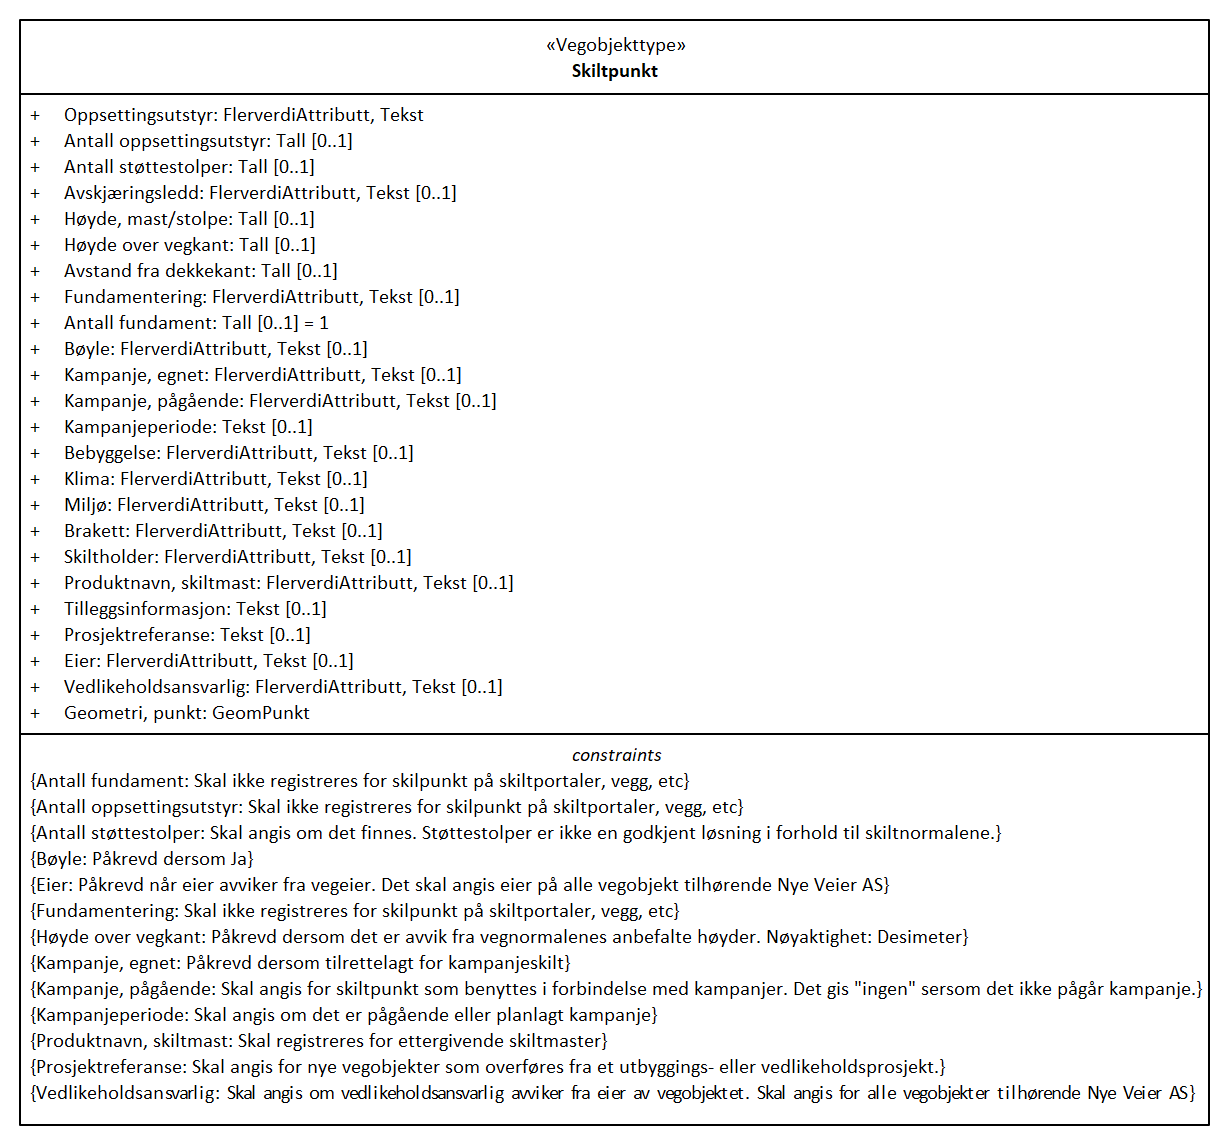 «Vegobjekttype»
Skiltpunkt
+ Oppsettingsutstyr: FlerverdiAttributt, Tekst
+ Antall oppsettingsutstyr: Tall [0..1]
+ Antall støttestolper: Tall [0..1]
+ Avskjæringsledd: FlerverdiAttributt, Tekst [0..1]
+ Høyde, mast/stolpe: Tall [0..1]
+ Høyde over vegkant: Tall [0..1]
+ Avstand fra dekkekant: Tall [0..1]
+ Fundamentering: FlerverdiAttributt, Tekst [0..1]
+ Antall fundament: Tall [0..1] = 1
+ Bøyle: FlerverdiAttributt, Tekst [0..1]
+ Kampanje, egnet: FlerverdiAttributt, Tekst [0..1]
+ Kampanje, pågående: FlerverdiAttributt, Tekst [0..1]
+ Kampanjeperiode: Tekst [0..1]
+ Bebyggelse: FlerverdiAttributt, Tekst [0..1]
+ Klima: FlerverdiAttributt, Tekst [0..1]
+ Miljø: FlerverdiAttributt, Tekst [0..1]
+ Brakett: FlerverdiAttributt, Tekst [0..1]
+ Skiltholder: FlerverdiAttributt, Tekst [0..1]
+ Produktnavn, skiltmast: FlerverdiAttributt, Tekst [0..1]
+ Tilleggsinformasjon: Tekst [0..1]
+ Prosjektreferanse: Tekst [0..1]
+ Eier: FlerverdiAttributt, Tekst [0..1]
+ Vedlikeholdsansvarlig: FlerverdiAttributt, Tekst [0..1]
+ Geometri, punkt: GeomPunkt
constraints
{Antall fundament: Skal ikke registreres for skilpunkt på skiltportaler, vegg, etc}
{Antall oppsettingsutstyr: Skal ikke registreres for skilpunkt på skiltportaler, vegg, etc}
{Antall støttestolper: Skal angis om det finnes. Støttestolper er ikke en godkjent løsning i forhold til skiltnormalene.}
{Bøyle: Påkrevd dersom Ja}
{Eier: Påkrevd når eier avviker fra vegeier. Det skal angis eier på alle vegobjekt tilhørende Nye Veier AS}
{Fundamentering: Skal ikke registreres for skilpunkt på skiltportaler, vegg, etc}
{Høyde over vegkant: Påkrevd dersom det er avvik fra vegnormalenes anbefalte høyder. Nøyaktighet: Desimeter}
{Kampanje, egnet: Påkrevd dersom tilrettelagt for kampanjeskilt}
{Kampanje, pågående: Skal angis for skiltpunkt som benyttes i forbindelse med kampanjer. Det gis "ingen" sersom det ikke pågår kampanje.}
{Kampanjeperiode: Skal angis om det er pågående eller planlagt kampanje}
{Produktnavn, skiltmast: Skal registreres for ettergivende skiltmaster}
{Prosjektreferanse: Skal angis for nye vegobjekter som overføres fra et utbyggings- eller vedlikeholdsprosjekt.}
{Vedlikeholdsansvarlig: Skal angis om vedlikeholdsansvarlig avviker fra eier av vegobjektet. Skal angis for alle vegobjekter tilhørende Nye Veier AS}